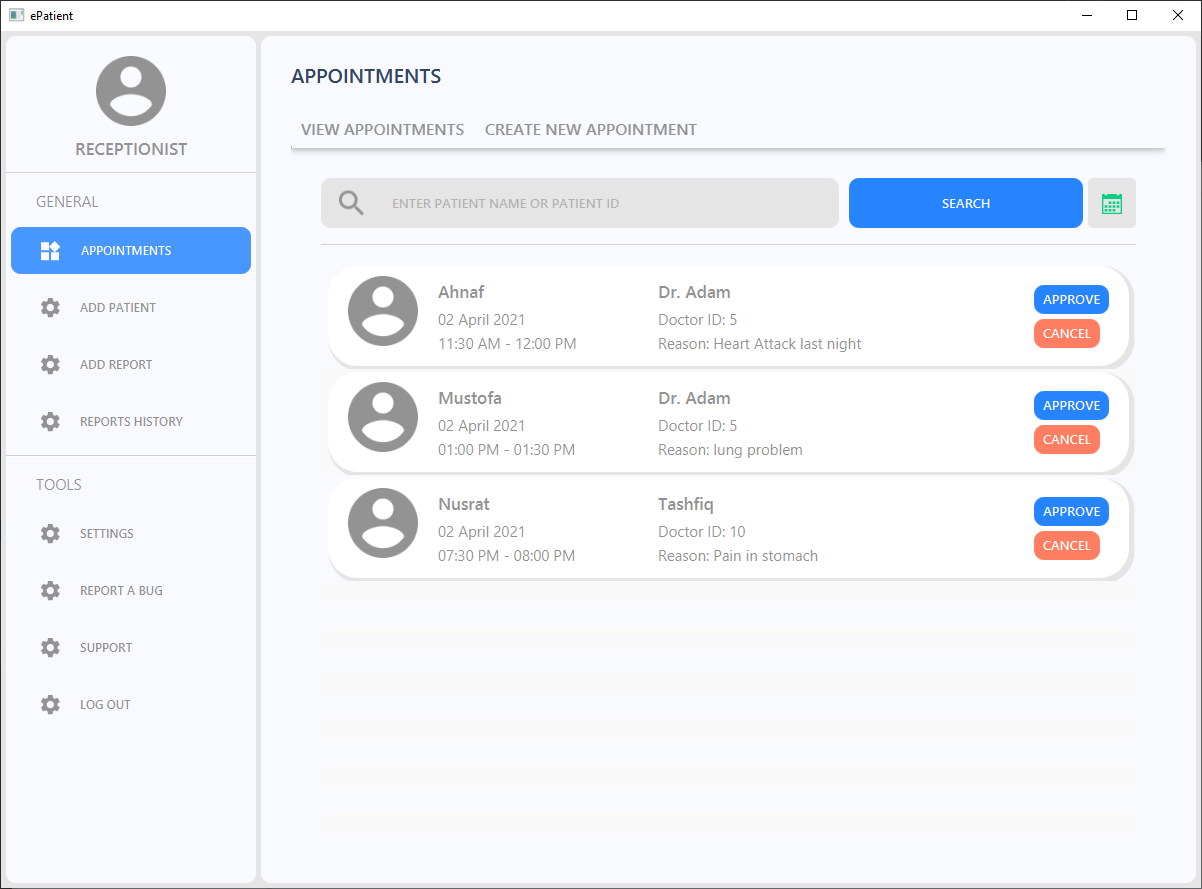 ePatient
RECEPTIONIST
GENERAL
APPOINTMENTS
ADD PATIENT
ADD REPORT
REPORTS HISTORY
TOOLS
SETTINGS
REPORT A BUG
SUPPORT
LOG OUT
APPOINTMENTS
VIEW APPOINTMENTS CREATE NEW APPOINTMENT
ENTER PATIENT NAME OR PATIENT ID SEARCH
Ahnaf Dr. Adam APPROVE
02 April 2021 Doctor ID: 5
11:30 AM - 12:00 PM Reason: Heart Attack last night CANCEL
Mustofa Dr. Adam APPROVE
02 April 2021 Doctor ID: 5
01:00 PM - 01:30 PM Reason: lung problem CANCEL
Nusrat Tashfiq APPROVE
02 April 2021 Doctor ID: 10
07:30 PM - 08:00 PM Reason: Pain in stomach CANCEL